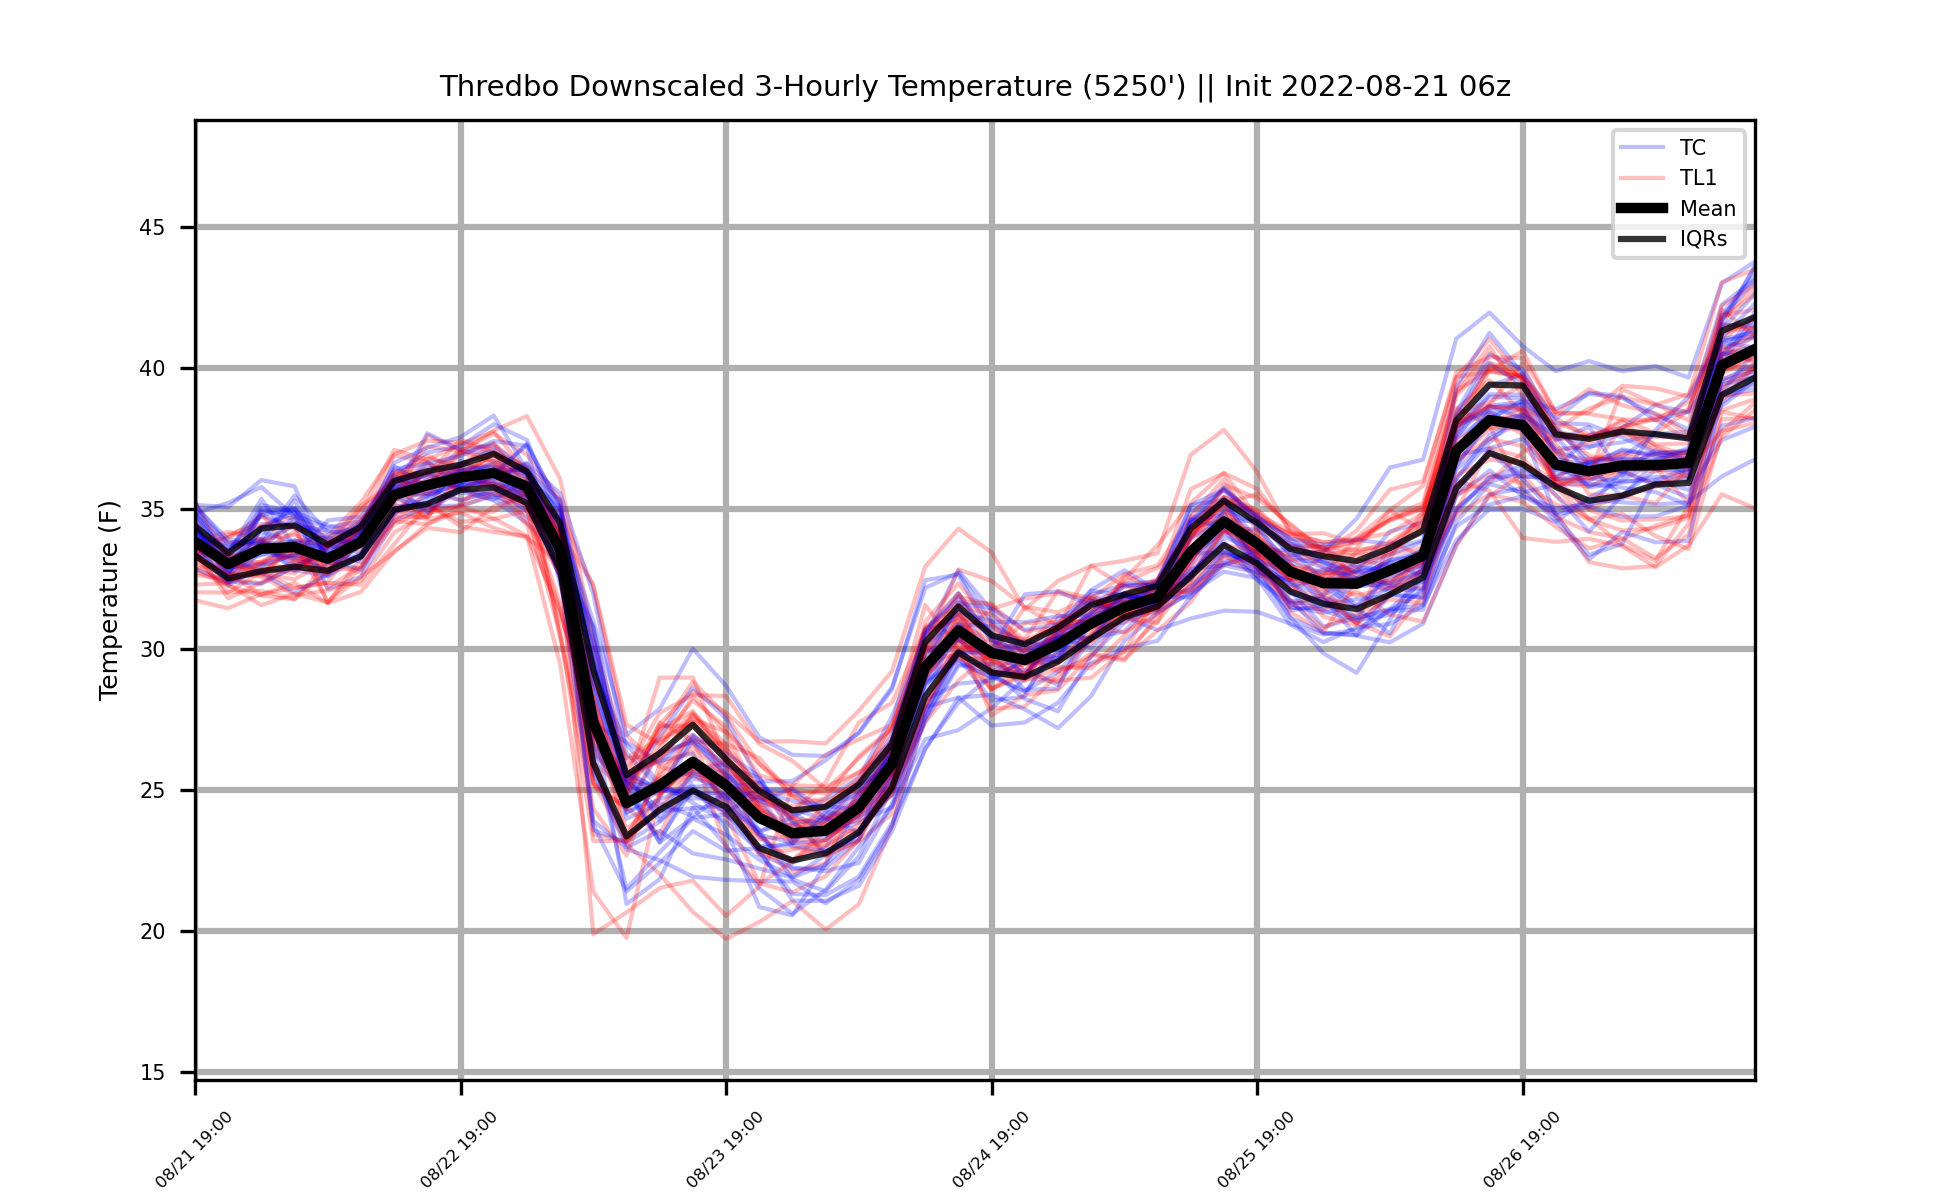 Thredbo Downscaled 3-Hourly Temperature (5250') || Init 2022-08-21 06z
TC
TL1
Mean
IQRs
Temperature (F)
45
40
35
30
25
20
15
08/21 19:00
08/22 19:00
08/23 19:00
08/24 19:00
08/25 19:00
08/26 19:00